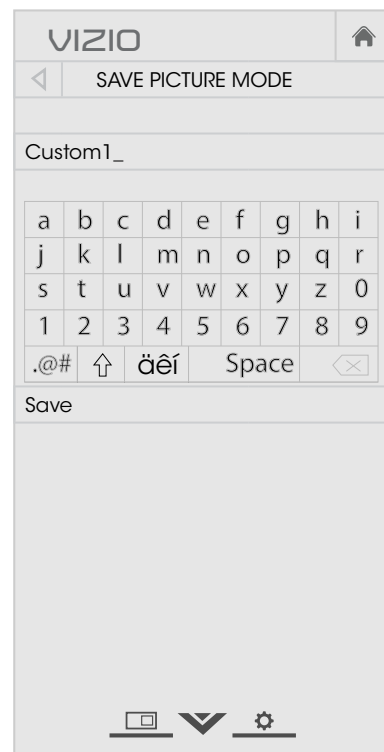 VIZIO
SAVE PICTURE MODE
Custom1_
a b c d e f g h i
j k l m n o p q r
s t u v w x y z 0
1 2 3 4 5 6 7 8 9
.@# äêí Space
Save